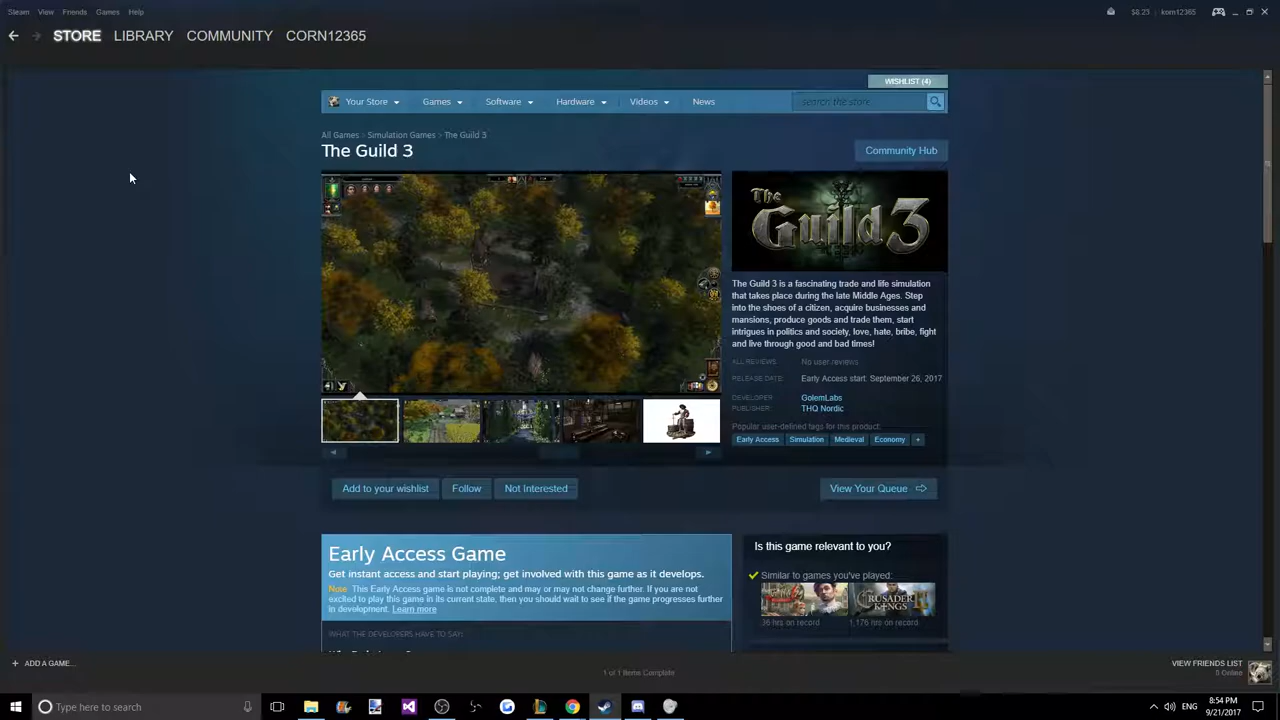 Steam View Friends Games Help
$8.23 korn12365
STORE LIBRARY COMMUNITY CORN12365
WISHLIST (4)
Your Store Games Software Hardware Videos News search the store
All Games > Simulation Games > The Guild 3
The Guild 3
Community Hub
The Guild 3
The Guild 3 is a fascinating trade and life simulation
that takes place during the late Middle Ages. Step
into the shoes of a citizen, acquire businesses and
mansions, produce goods and trade them, start
intrigues in politics and society, love, hate, bribe, fight
and live through good and bad times!
ALL REVIEWS: No user reviews
RELEASE DATE: Early Access start: September 26, 2017
DEVELOPER: GolemLabs
PUBLISHER: THQ Nordic
Popular user-defined tags for this product:
Early Access Simulation Medieval Economy +
Add to your wishlist Follow Not Interested View Your Queue
Early Access Game
Get instant access and start playing; get involved with this game as it develops.
Note: This Early Access game is not complete and may or may not change further. If you are not
excited to play this game in its current state, then you should wait to see if the game progresses further
in development. Learn more
WHAT THE DEVELOPERS HAVE TO SAY:
Is this game relevant to you?
Similar to games you've played:
CRUSADER
KINGS
36 hrs on record 1,176 hrs on record
+ ADD A GAME...
1 of 1 Items Complete
VIEW FRIENDS LIST
Type here to search
ENG
8:54 PM
9/21/2017